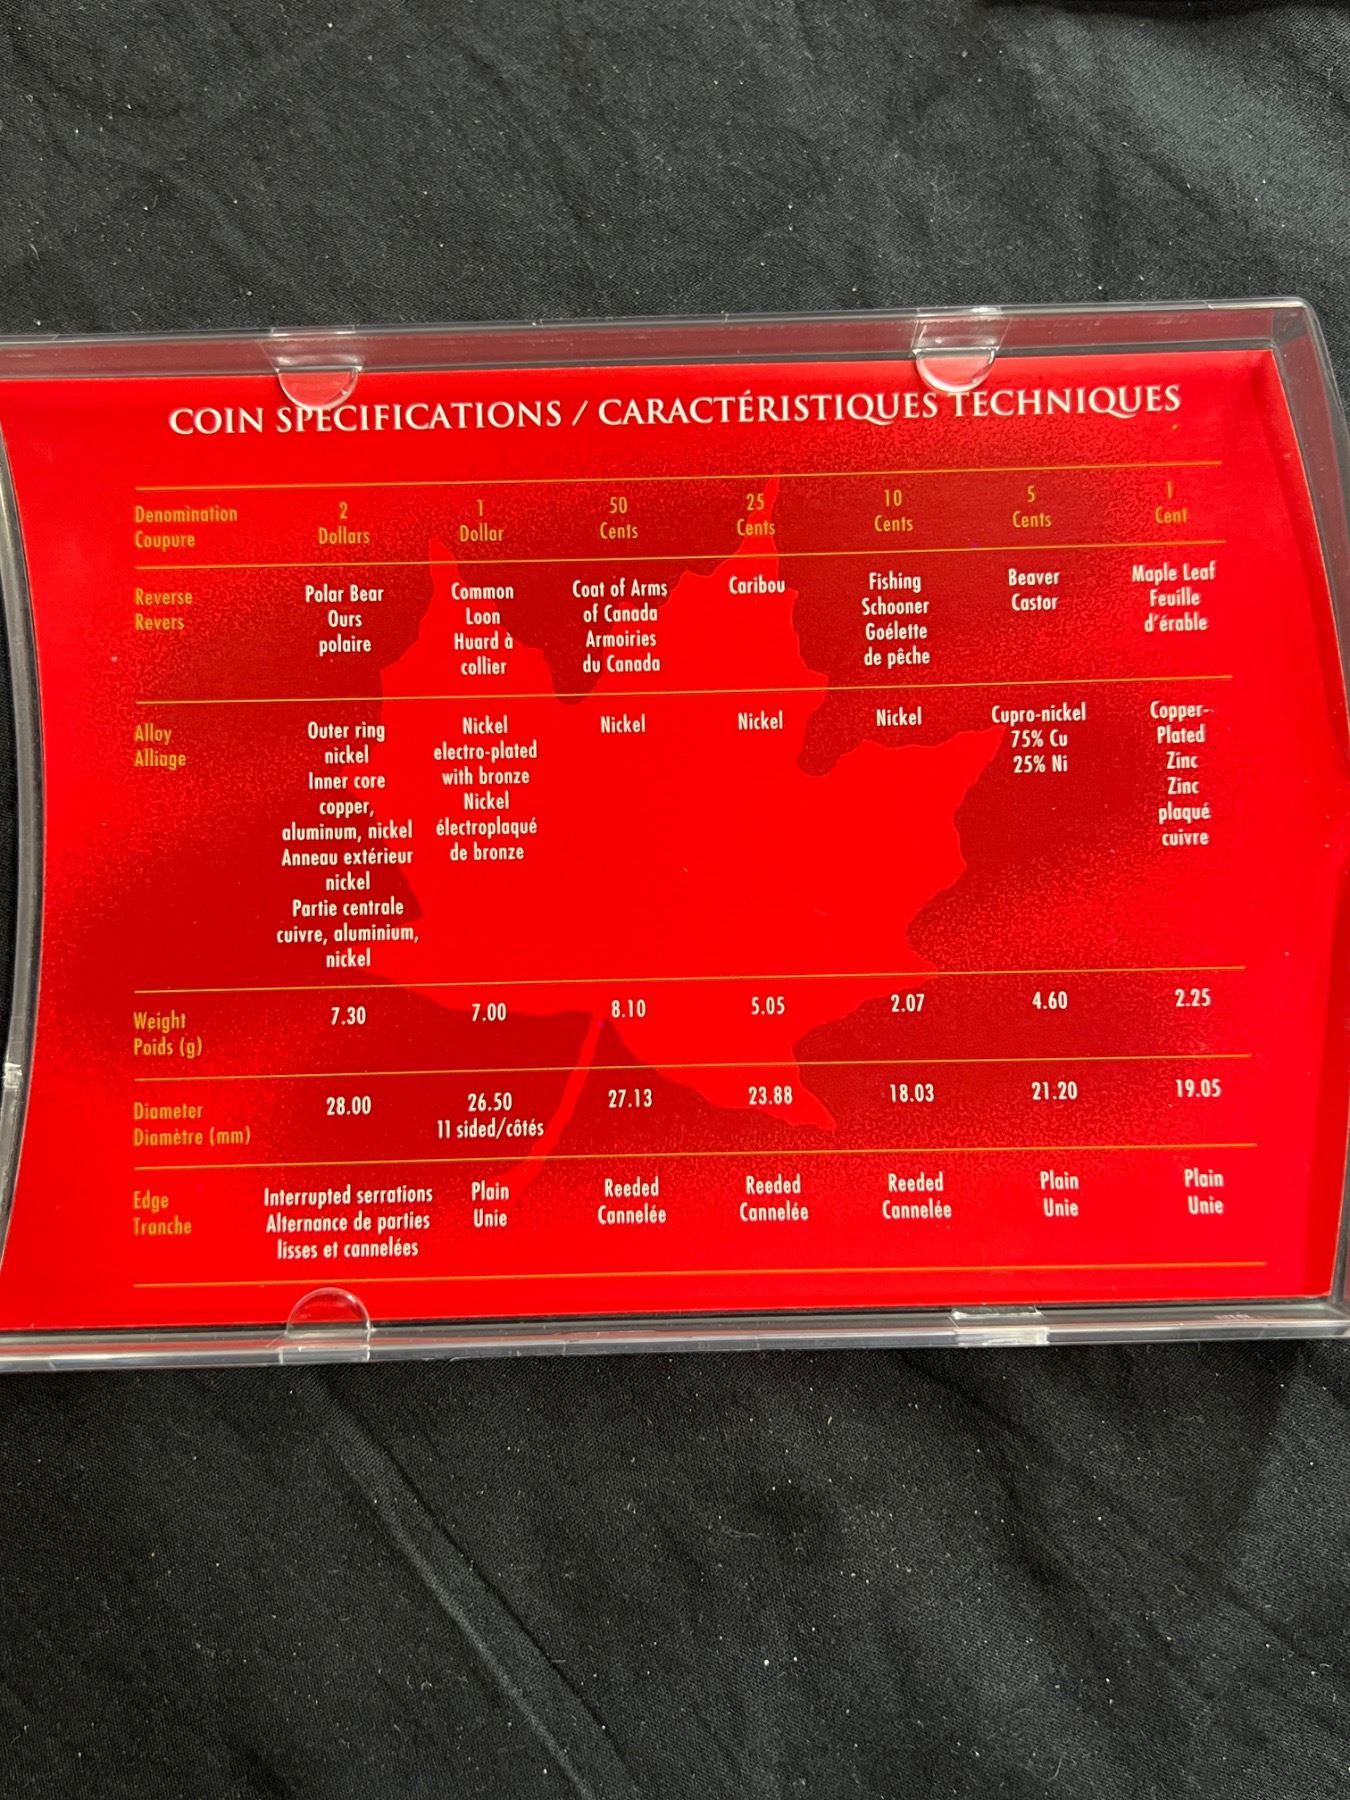 COIN SPECIFICATIONS / CARACTÉRISTIQUES TECHNIQUES
Denomination
Coupure
2
Dollars
1
Dollar
50
Cents
25
Cents
10
Cents
5
Cents
1
Cent
Reverse
Revers
Polar Bear
Ours
polaire
Common
Loon
Huard à
collier
Coat of Arms
of Canada
Armoiries
du Canada
Caribou
Fishing
Schooner
Goélette
de pêche
Beaver
Castor
Maple Leaf
Feuille
d'érable
Alloy
Alliage
Outer ring
nickel
Inner core
copper,
aluminum, nickel
Anneau extérieur
nickel
Partie centrale
cuivre, aluminium,
nickel
Nickel
electro-plated
with bronze
Nickel
électroplaqué
de bronze
Nickel
Nickel
Nickel
Cupro-nickel
75% Cu
25% Ni
Copper-
Plated
Zinc
Zinc
plaqué
cuivre
Weight
Poids (g)
7.30
7.00
8.10
5.05
2.07
4.60
2.25
Diameter
Diamètre (mm)
28.00
26.50
11 sided/côtés
27.13
23.88
18.03
21.20
19.05
Edge
Tranche
Interrupted serrations
Alternance de parties
lisses et cannelées
Plain
Unie
Reeded
Cannelée
Reeded
Cannelée
Reeded
Cannelée
Plain
Unie
Plain
Unie